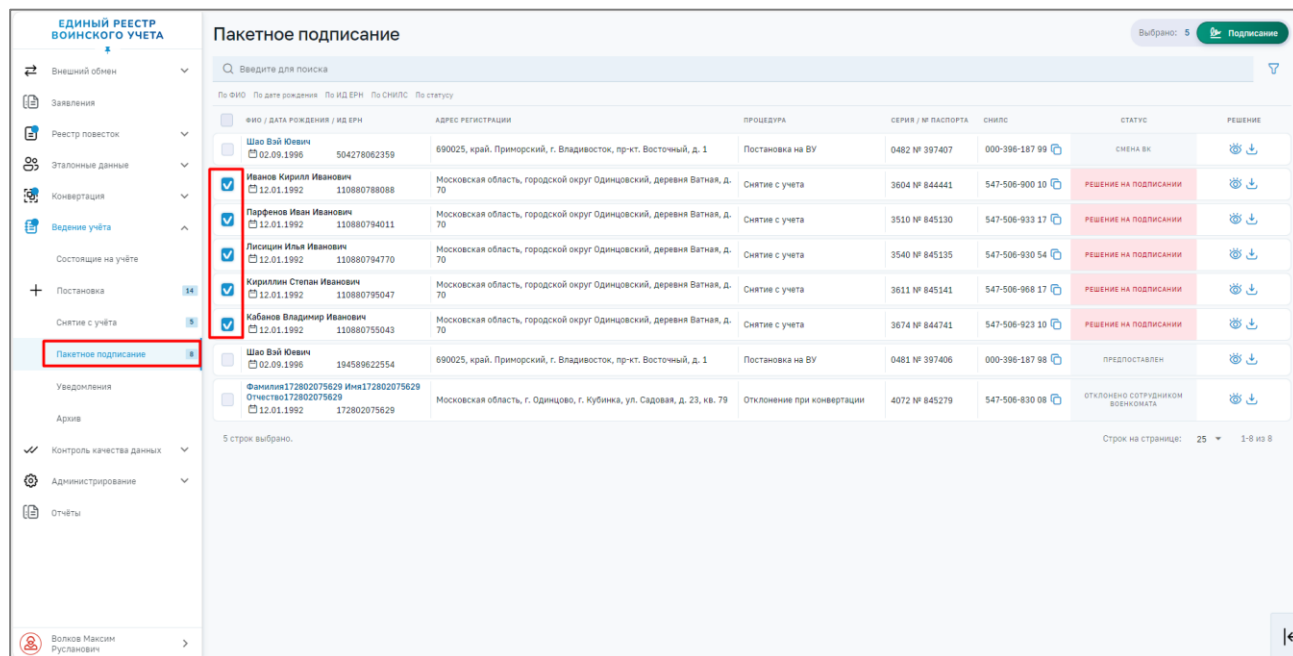 ЕДИНЫЙ РЕЕСТР
ВОИНСКОГО УЧЕТА
Внешний обмен
Заявления
Реестр повесток
Эталонные данные
Конвертация
Ведение учёта
Состоящие на учёте
Постановка 14
Снятие с учёта 5
Пакетное подписание 8
Уведомления
Архив
Контроль качества данных
Администрирование
Отчёты
Волков Максим
Русланович
Пакетное подписание
Выбрано: 5 Подписание
Введите для поиска
По ФИО По дате рождения По ИД ЕРН По СНИЛС По статусу
ФИО / ДАТА РОЖДЕНИЯ / ИД ЕРН АДРЕС РЕГИСТРАЦИИ ПРОЦЕДУРА СЕРИЯ / № ПАСПОРТА СНИЛС СТАТУС РЕШЕНИЕ
Шао Вэй Юевич
02.09.1996 504278062359 690025, край. Приморский, г. Владивосток, пр-кт. Восточный, д. 1 Постановка на ВУ 0482 № 397407 000-396-187 99 СМЕНА ВК
Иванов Кирилл Иванович Московская область, городской округ Одинцовский, деревня Ватная, д.
12.01.1992 110880788088 70 Снятие с учета 3604 № 844441 547-506-900 10 РЕШЕНИЕ НА ПОДПИСАНИИ
Парфенов Иван Иванович Московская область, городской округ Одинцовский, деревня Ватная, д.
12.01.1992 110880794011 70 Снятие с учета 3510 № 845130 547-506-933 17 РЕШЕНИЕ НА ПОДПИСАНИИ
Лисицин Илья Иванович Московская область, городской округ Одинцовский, деревня Ватная, д.
12.01.1992 110880794770 70 Снятие с учета 3540 № 845135 547-506-930 54 РЕШЕНИЕ НА ПОДПИСАНИИ
Кириллин Степан Иванович Московская область, городской округ Одинцовский, деревня Ватная, д.
12.01.1992 110880795047 70 Снятие с учета 3611 № 845141 547-506-968 17 РЕШЕНИЕ НА ПОДПИСАНИИ
Кабанов Владимир Иванович Московская область, городской округ Одинцовский, деревня Ватная, д.
12.01.1992 110880755043 70 Снятие с учета 3674 № 844741 547-506-923 10 РЕШЕНИЕ НА ПОДПИСАНИИ
Шао Вэй Юевич
02.09.1996 194589622554 690025, край. Приморский, г. Владивосток, пр-кт. Восточный, д. 1 Постановка на ВУ 0481 № 397406 000-396-187 98 ПРЕДПОСТАВЛЕН
Фамилия172802075629 Имя172802075629
Отчество172802075629 Московская область, г. Одинцово, г. Кубинка, ул. Садовая, д. 23, кв. 79 Отклонение при конвертации 4072 № 845279 547-506-830 08 ОТКЛОНЕНО СОТРУДНИКОМ
12.01.1992 172802075629 ВОЕНКОМАТА
5 строк выбрано. Строк на странице: 25 1-8 из 8